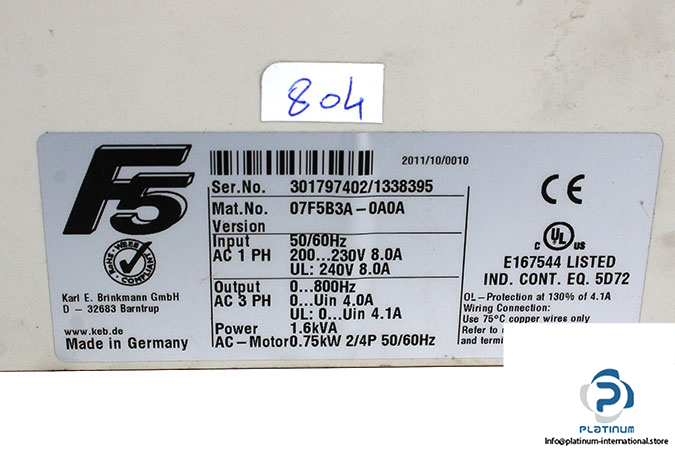 804
F5
2011/10/0010
Ser.No. 301797402/1338395
Mat.No. 07F5B3A-0A0A
Version
Input 50/60Hz
AC 1 PH 200...230V 8.0A
UL: 240V 8.0A
Output 0...800Hz
AC 3 PH 0...Uin 4.0A
UL: 0...Uin 4.1A
Power 1.6kVA
AC-Motor 0.75kW 2/4P 50/60Hz
RoHS-WEEE
COMPLIANT
Karl E. Brinkmann GmbH
D - 32683 Barntrup
www.keb.de
Made in Germany
CE
C UL US
E167544 LISTED
IND. CONT. EQ. 5D72
OL-Protection at 130% of 4.1A
Wiring Connection:
Use 75°C copper wires only
Refer to
and termi
PLATINUM
info@platinum-international.store